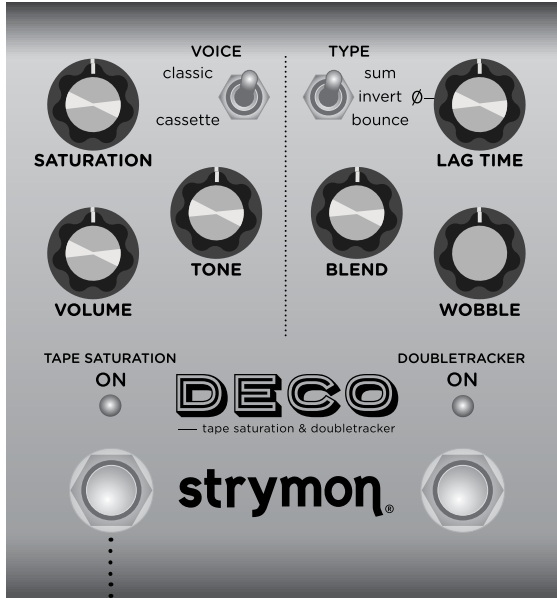 VOICE
classic
cassette
TYPE
sum
invert Ø
bounce
SATURATION
LAG TIME
TONE
BLEND
VOLUME
WOBBLE
TAPE SATURATION
ON
DOUBLETRACKER
ON
DECO
tape saturation & doubletracker
strymon®